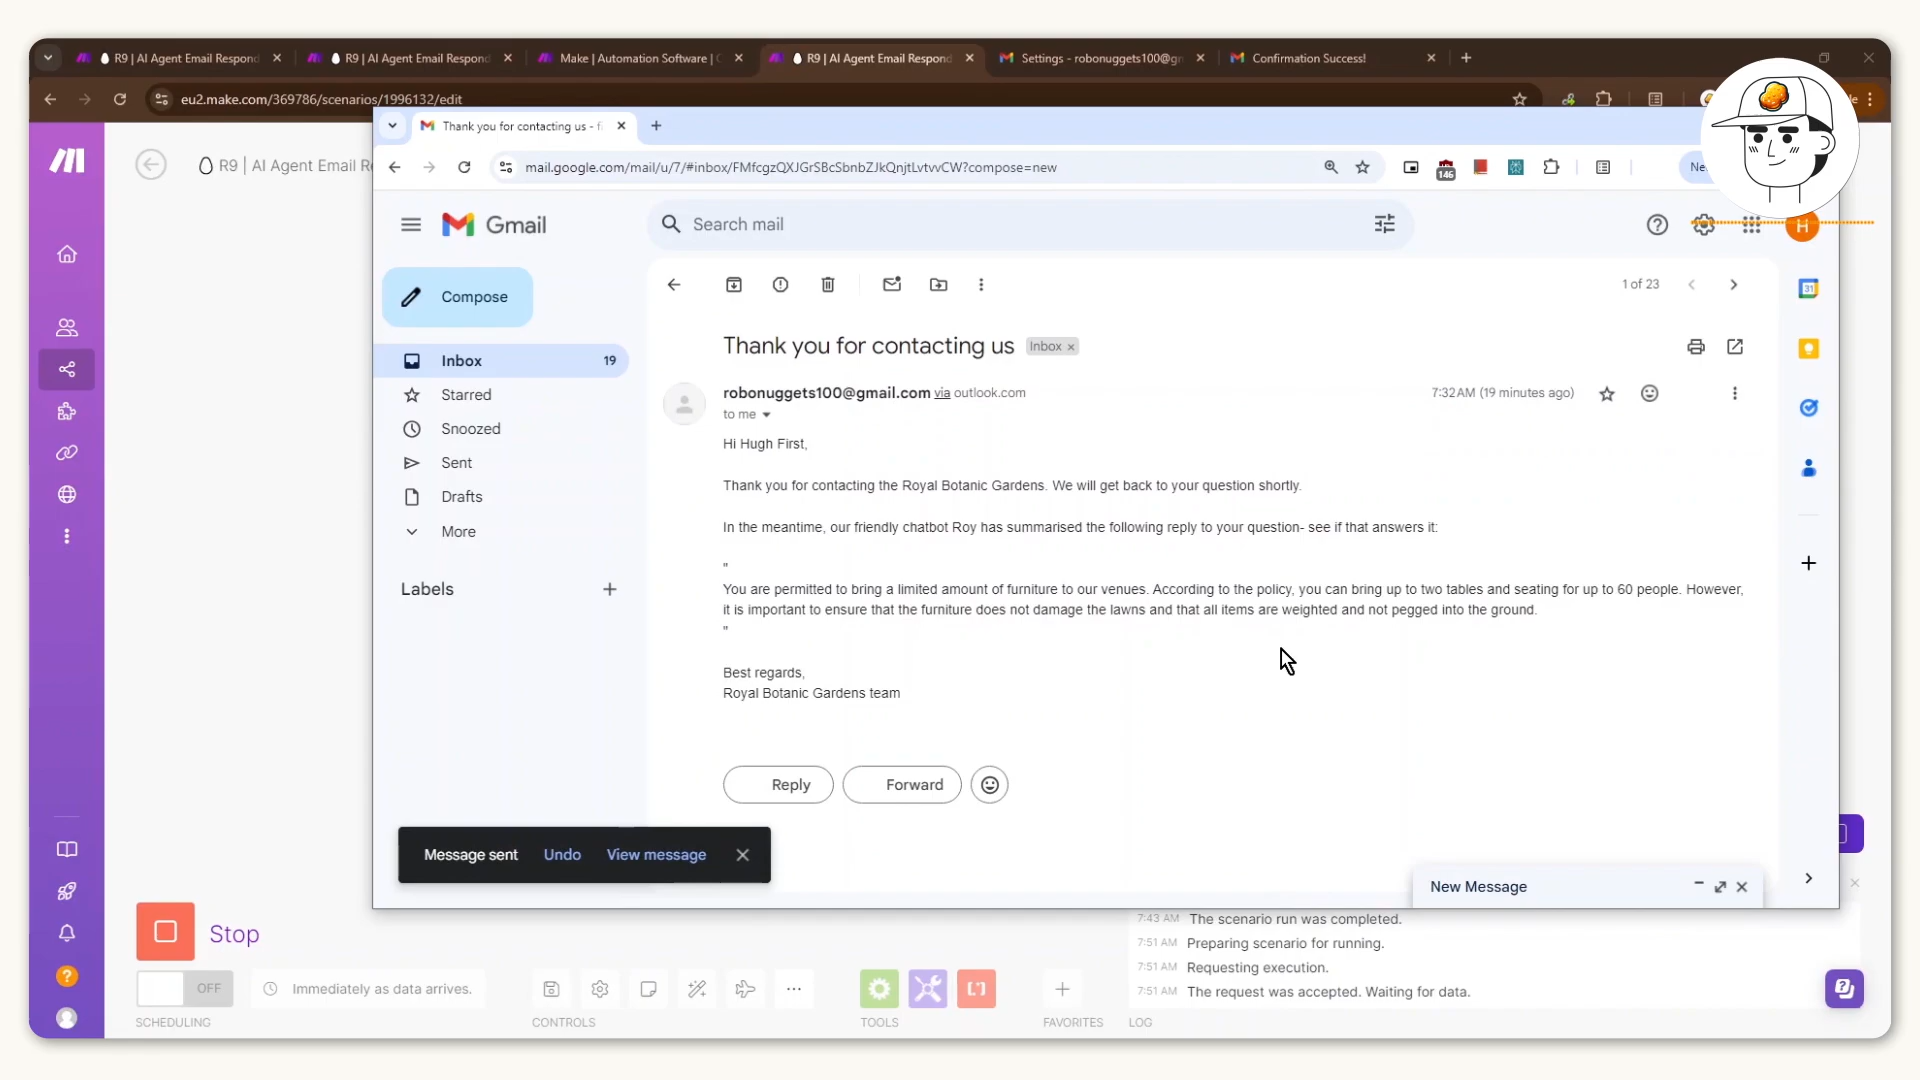 R9 | AI Agent Email Respond
R9 | AI Agent Email Respond
Make | Automation Software |
R9 | AI Agent Email Respond
Settings - robonuggets100@g
Confirmation Success!
eu2.make.com/369786/scenarios/1996132/edit
Thank you for contacting us - f
R9 | AI Agent Email R
mail.google.com/mail/u/7/#inbox/FMfcgzQXJGrSBcSbnbZJkQnjtLvtvvCW?compose=new
146
Ne
Gmail
Search mail
H
Compose
1 of 23
31
Thank you for contacting us
Inbox ×
Inbox
19
Starred
Snoozed
Sent
Drafts
More
Labels
robonuggets100@gmail.com via outlook.com
7:32 AM (19 minutes ago)
to me
Hi Hugh First,
Thank you for contacting the Royal Botanic Gardens. We will get back to your question shortly.
In the meantime, our friendly chatbot Roy has summarised the following reply to your question- see if that answers it:
"
You are permitted to bring a limited amount of furniture to our venues. According to the policy, you can bring up to two tables and seating for up to 60 people. However,
it is important to ensure that the furniture does not damage the lawns and that all items are weighted and not pegged into the ground.
"
Best regards,
Royal Botanic Gardens team
Reply
Forward
Message sent
Undo
View message
New Message
Stop
7:43 AM The scenario run was completed.
7:51 AM Preparing scenario for running.
7:51 AM Requesting execution.
7:51 AM The request was accepted. Waiting for data.
OFF
Immediately as data arrives.
SCHEDULING
CONTROLS
TOOLS
FAVORITES
LOG